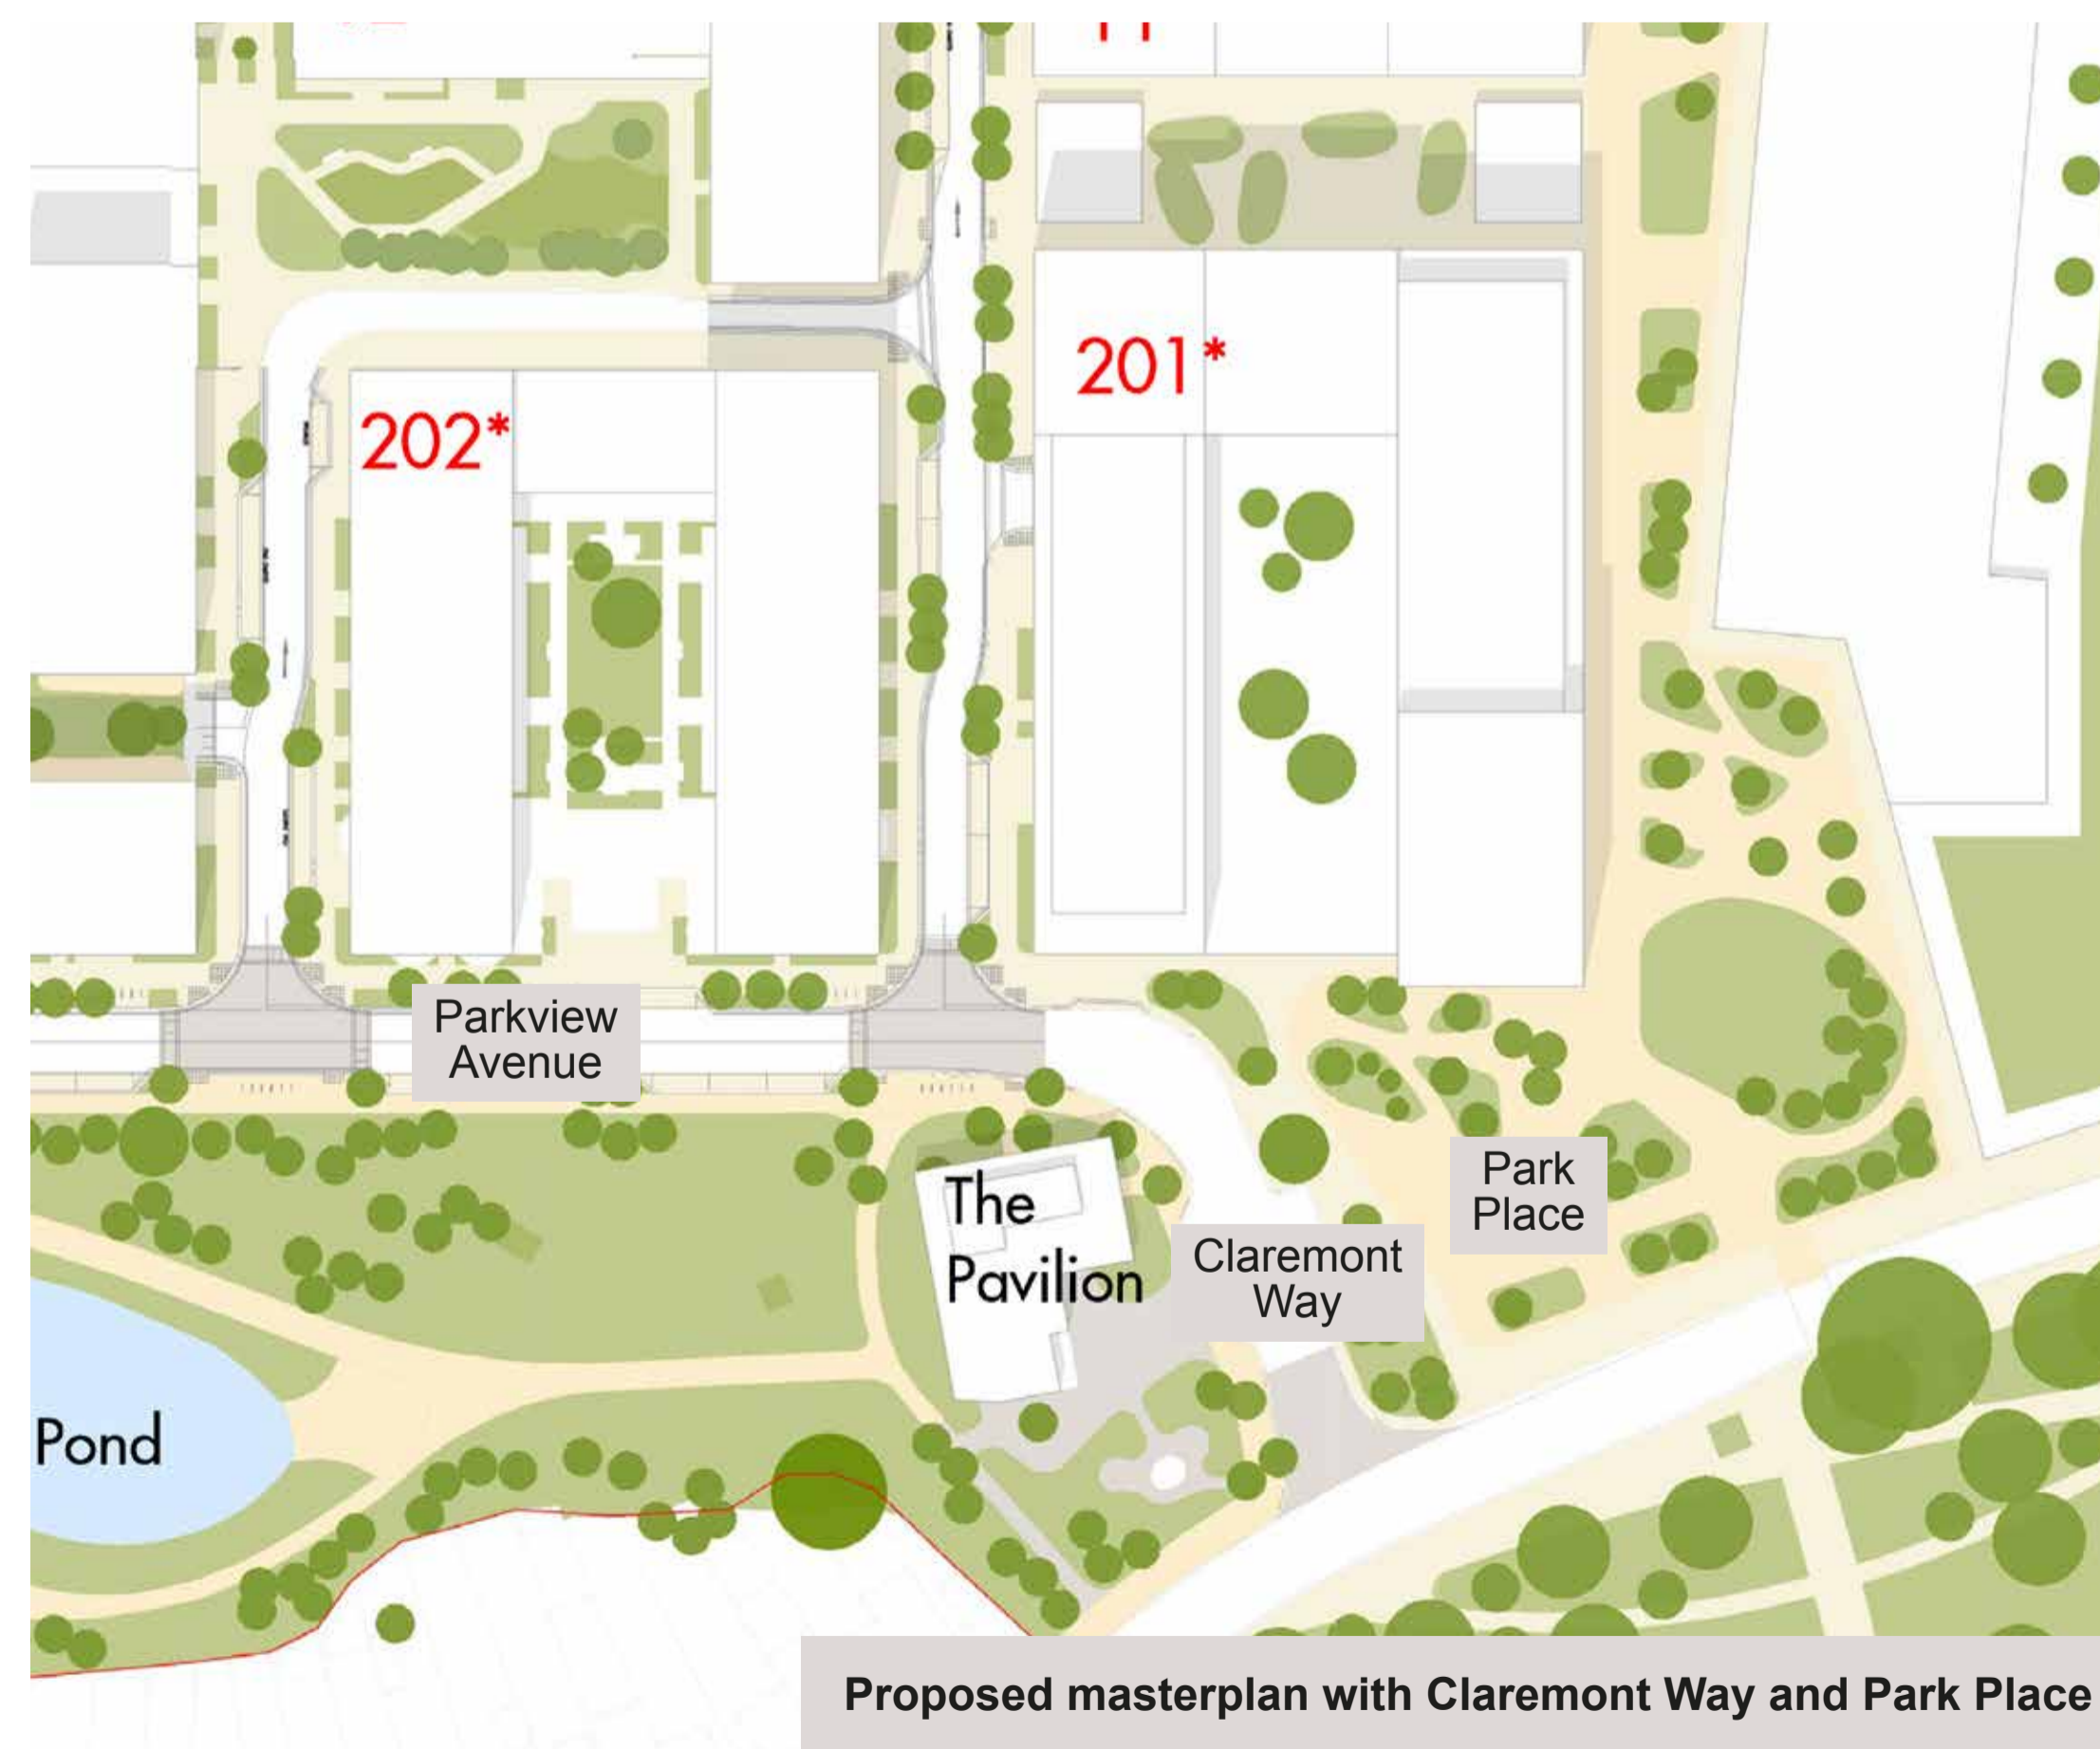 201*
202*
Parkview
Avenue
The
Pavilion
Park
Place
Claremont
Way
Pond
Proposed masterplan with Claremont Way and Park Place